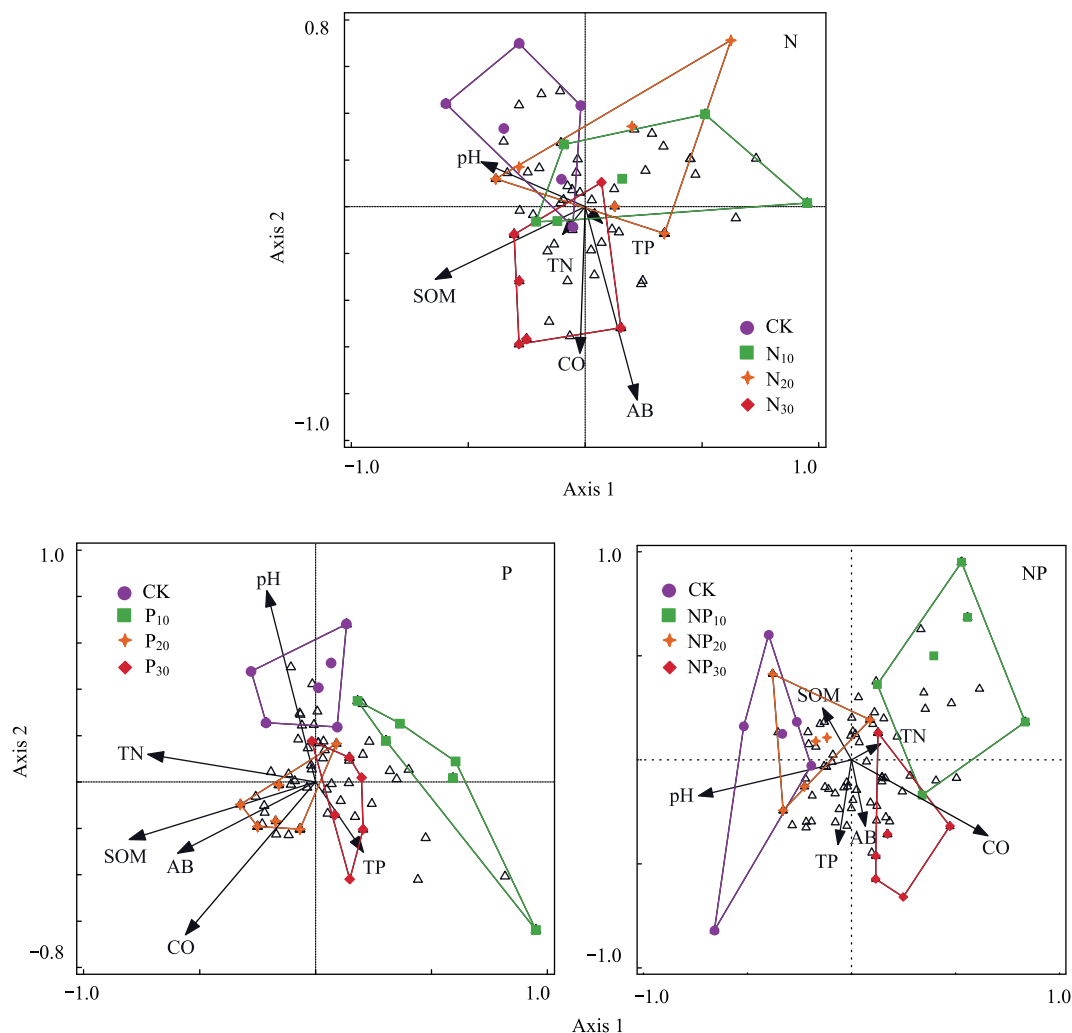 0.8
N
pH
Axis 2
TN
TP
SOM
CK
N₁₀
CO
N₂₀
AB
N₃₀
−1.0
−1.0
1.0
Axis 1
1.0
pH
P
CK
P₁₀
P₂₀
P₃₀
Axis 2
TN
SOM
AB
TP
CO
−0.8
−1.0
1.0
1.0
NP
CK
NP₁₀
NP₂₀
NP₃₀
SOM
TN
pH
AB
CO
TP
−1.0
−1.0
1.0
Axis 1